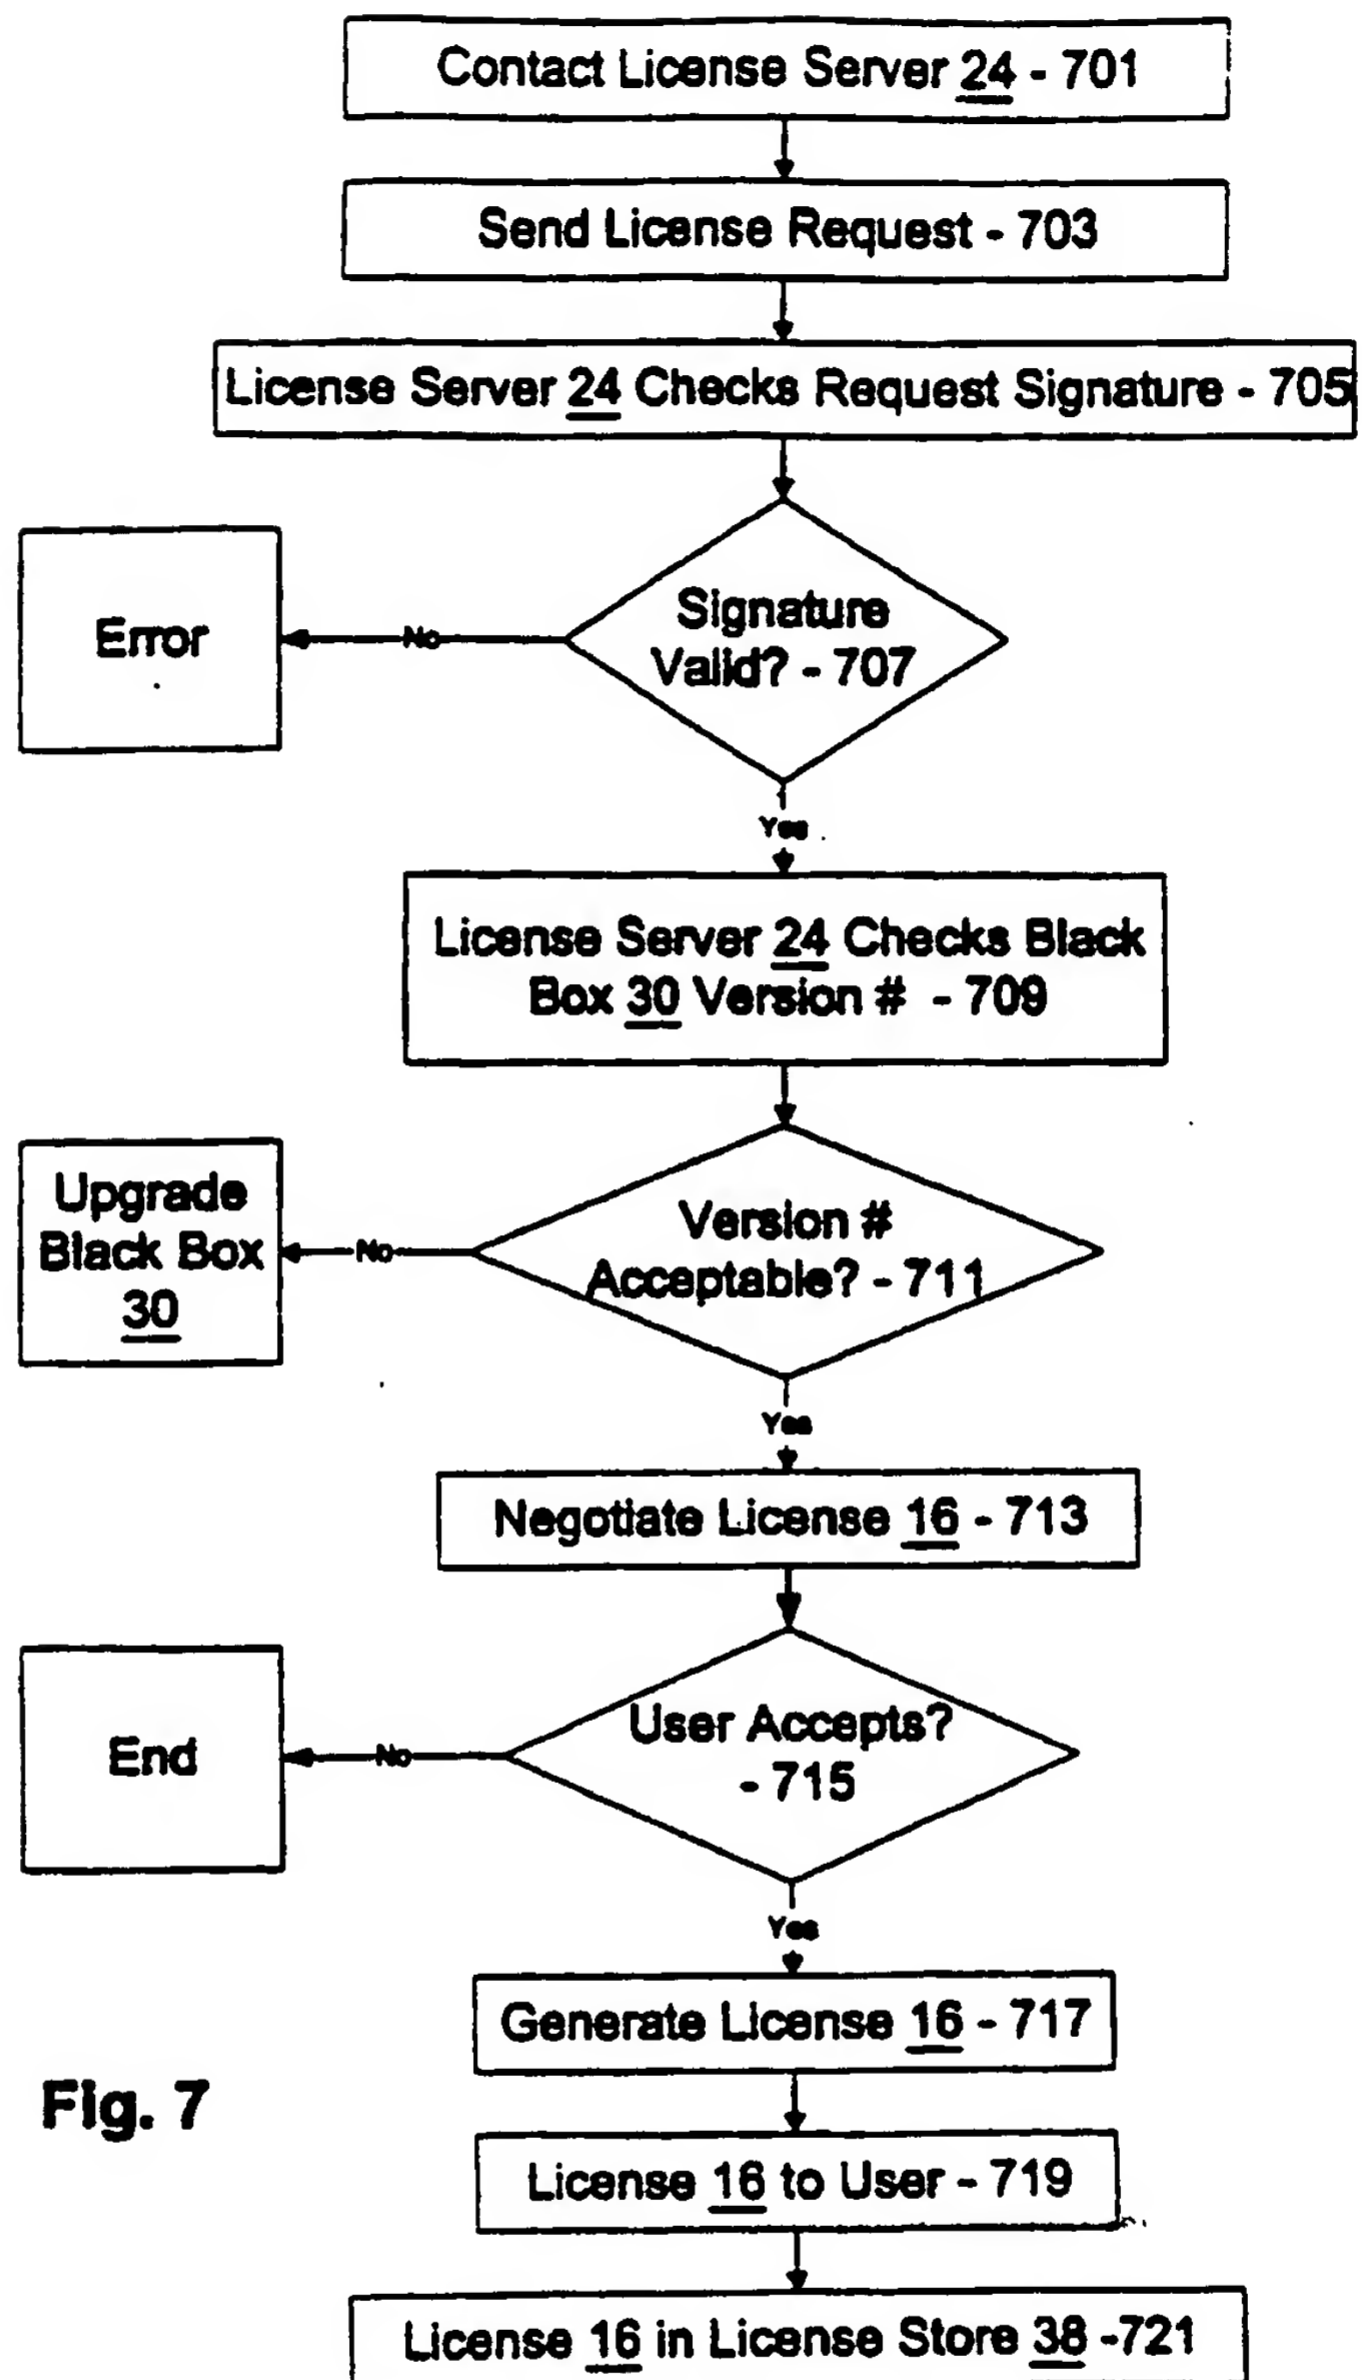 Contact License Server 24 - 701
Send License Request - 703
License Server 24 Checks Request Signature - 705
Signature
Valid? - 707
No
Error
Yes
License Server 24 Checks Black
Box 30 Version # - 709
Version #
Acceptable? - 711
No
Upgrade
Black Box
30
Yes
Negotiate License 16 - 713
User Accepts?
- 715
No
End
Yes
Generate License 16 - 717
Fig. 7
License 16 to User - 719
License 16 in License Store 38 -721